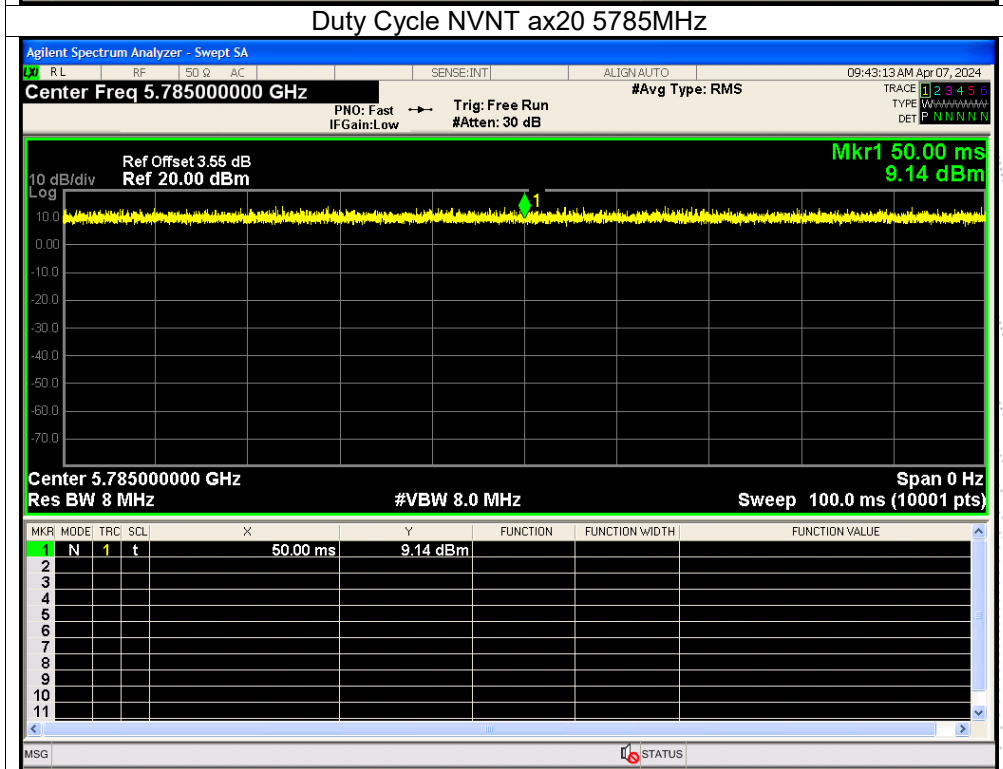 Duty Cycle NVNT ax20 5785MHz
Agilent Spectrum Analyzer - Swept SA
LXI RL RF 50 Ω AC SENSE:INT ALIGN AUTO 09:43:13 AM Apr 07, 2024
Center Freq 5.785000000 GHz #Avg Type: RMS TRACE 1 2 3 4 5 6
PNO: Fast Trig: Free Run TYPE
IFGain:Low #Atten: 30 dB DET P N N N N N
Mkr1 50.00 ms
Ref Offset 3.55 dB
10 dB/div Ref 20.00 dBm 9.14 dBm
Log
1
10.0
0.00
-10.0
-20.0
-30.0
-40.0
-50.0
-60.0
-70.0
Center 5.785000000 GHz Span 0 Hz
Res BW 8 MHz #VBW 8.0 MHz Sweep 100.0 ms (10001 pts)
MKR MODE TRC SCL X Y FUNCTION FUNCTION WIDTH FUNCTION VALUE
1 N 1 t 50.00 ms 9.14 dBm
2
3
4
5
6
7
8
9
10
11
MSG STATUS